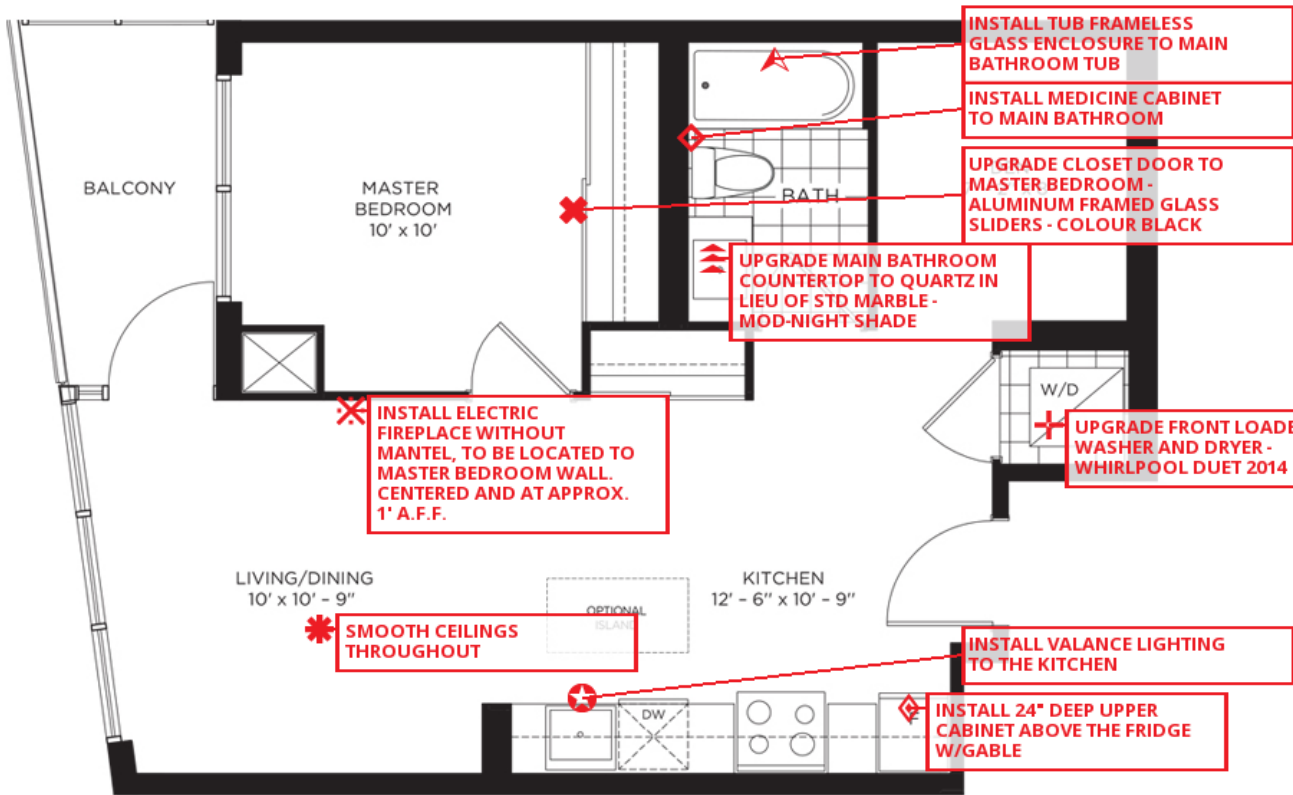 INSTALL TUB FRAMELESS
GLASS ENCLOSURE TO MAIN
BATHROOM TUB
INSTALL MEDICINE CABINET
TO MAIN BATHROOM
UPGRADE CLOSET DOOR TO
MASTER BEDROOM -
ALUMINUM FRAMED GLASS
SLIDERS - COLOUR BLACK
BALCONY
MASTER
BEDROOM
10' x 10'
BATH
UPGRADE MAIN BATHROOM
COUNTERTOP TO QUARTZ IN
LIEU OF STD MARBLE -
MOD-NIGHT SHADE
W/D
INSTALL ELECTRIC
FIREPLACE WITHOUT
MANTEL, TO BE LOCATED TO
MASTER BEDROOM WALL.
CENTERED AND AT APPROX.
1' A.F.F.
UPGRADE FRONT LOADE
WASHER AND DRYER -
WHIRLPOOL DUET 2014
LIVING/DINING
10' x 10' - 9"
OPTIONAL
ISLAND
KITCHEN
12' - 6" x 10' - 9"
SMOOTH CEILINGS
THROUGHOUT
INSTALL VALANCE LIGHTING
TO THE KITCHEN
DW
INSTALL 24" DEEP UPPER
CABINET ABOVE THE FRIDGE
W/GABLE